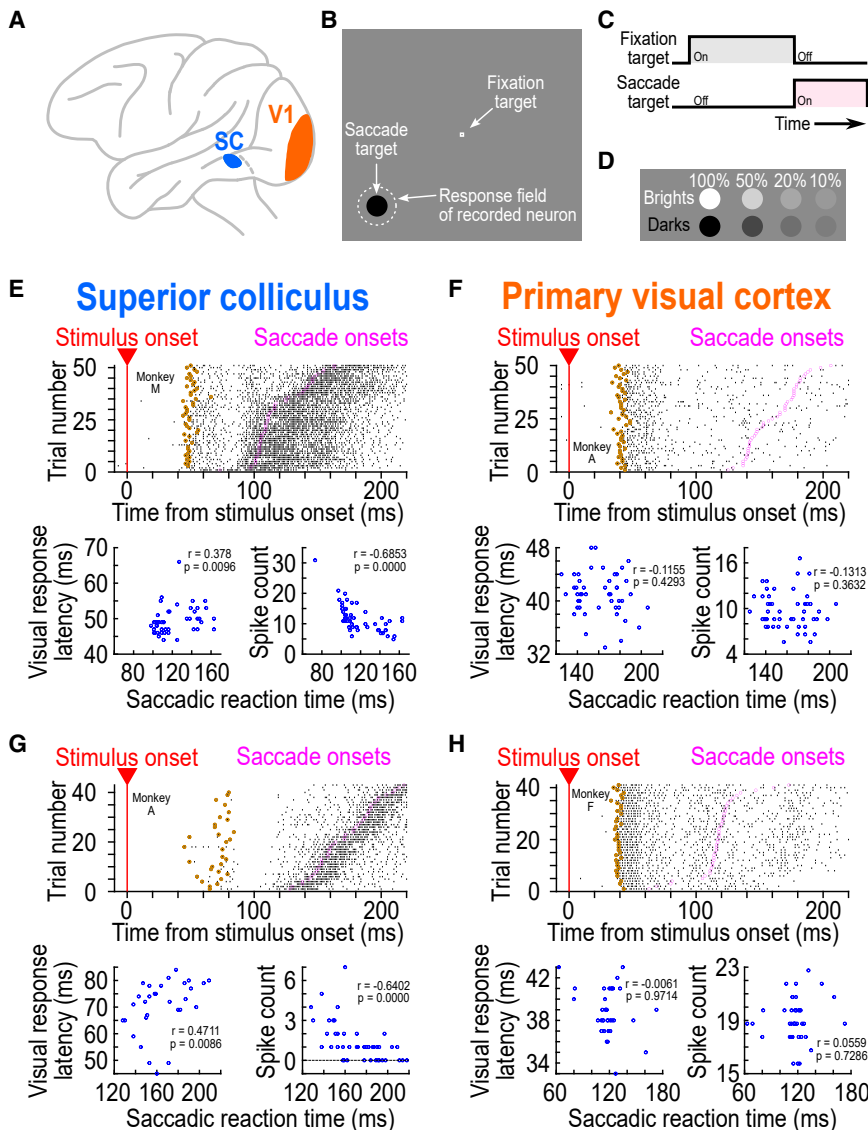 A
V1
SC
B
Fixation
target
Saccade
target
Response field
of recorded neuron
C
Fixation
target
On
Off
Saccade
target
Off
On
Time
D
100% 50% 20% 10%
Brights
Darks
E
Superior colliculus
Stimulus onset
Saccade onsets
Monkey
M
Trial number
50
25
0
0 100 200
Time from stimulus onset (ms)
Visual response
latency (ms)
70
60
50
40
r = 0.378
p = 0.0096
80 120 160
Spike count
30
20
10
0
r = -0.6853
p = 0.0000
80 120 160
Saccadic reaction time (ms)
F
Primary visual cortex
Stimulus onset
Saccade onsets
Monkey
A
Trial number
50
25
0
0 100 200
Time from stimulus onset (ms)
Visual response
latency (ms)
48
44
40
36
32
r = -0.1155
p = 0.4293
140 200
Spike count
16
10
4
r = -0.1313
p = 0.3632
140 200
Saccadic reaction time (ms)
G
Stimulus onset
Saccade onsets
Monkey
A
Trial number
40
20
0
0 100 200
Time from stimulus onset (ms)
Visual response
latency (ms)
80
70
60
50
r = 0.4711
p = 0.0086
120 160 200
Spike count
6
3
0
r = -0.6402
p = 0.0000
120 160 200
Saccadic reaction time (ms)
H
Stimulus onset
Saccade onsets
Monkey
F
Trial number
40
20
0
0 100 200
Time from stimulus onset (ms)
Visual response
latency (ms)
43
38
33
r = -0.0061
p = 0.9714
60 120 180
Spike count
23
19
15
r = 0.0559
p = 0.7286
60 120 180
Saccadic reaction time (ms)